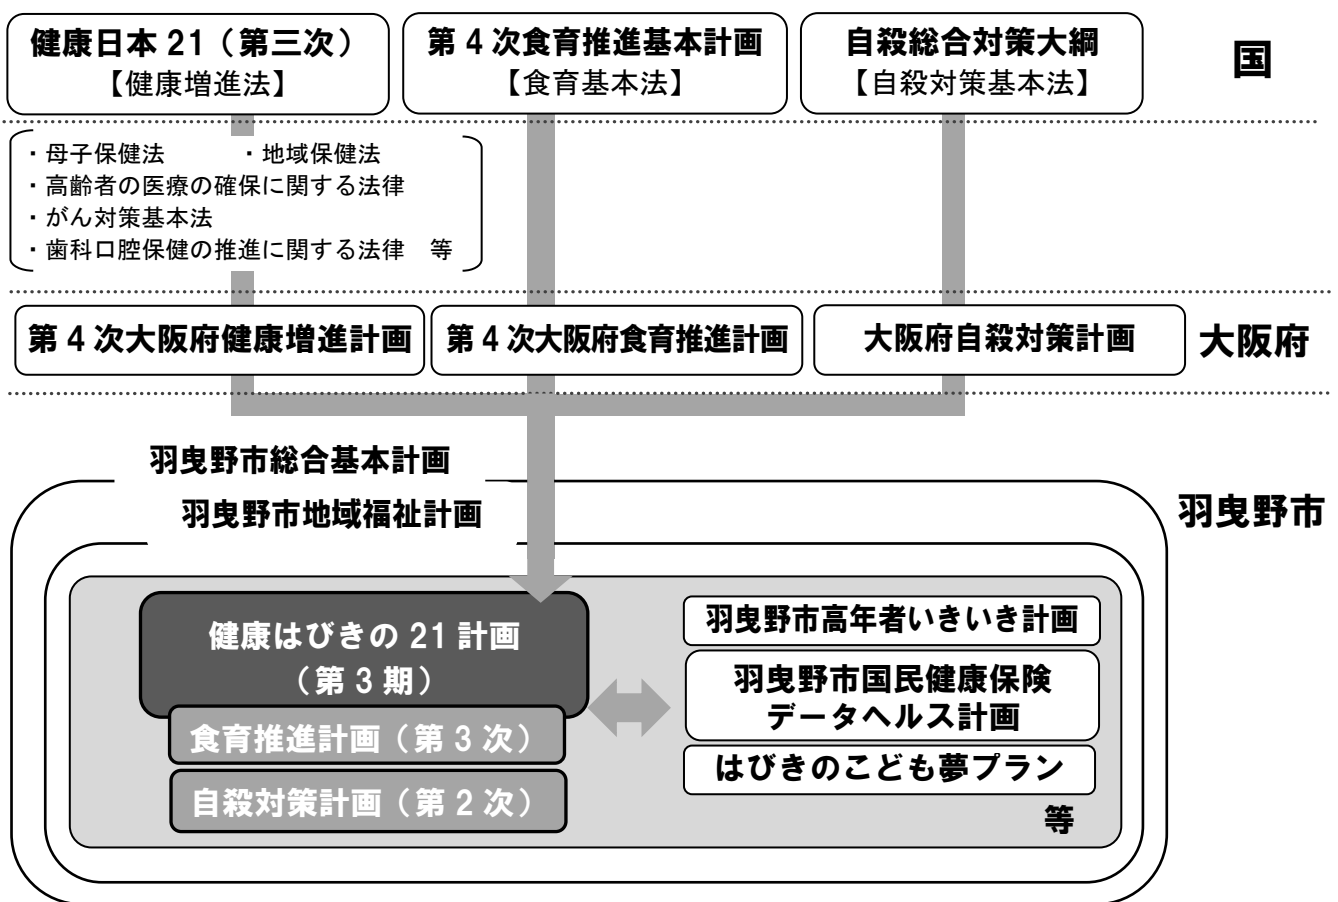 健康日本21（第三次）
【健康増進法】
第4次食育推進基本計画
【食育基本法】
自殺総合対策大綱
【自殺対策基本法】
国
・母子保健法　　　・地域保健法
・高齢者の医療の確保に関する法律
・がん対策基本法
・歯科口腔保健の推進に関する法律　等
第4次大阪府健康増進計画
第4次大阪府食育推進計画
大阪府自殺対策計画
大阪府
羽曳野市総合基本計画
羽曳野市地域福祉計画
羽曳野市
健康はびきの21計画
（第3期）
食育推進計画（第3次）
自殺対策計画（第2次）
羽曳野市高年者いきいき計画
羽曳野市国民健康保険
データヘルス計画
はびきのこども夢プラン
等